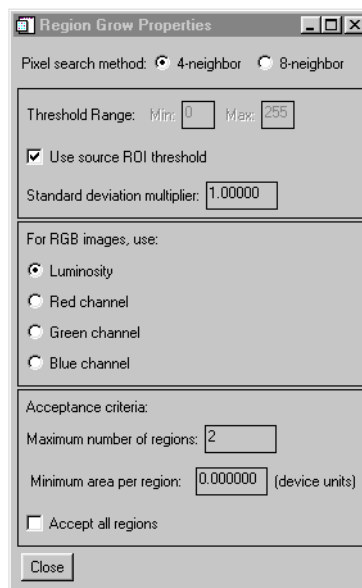 Region Grow Properties
Pixel search method: 4-neighbor 8-neighbor
Threshold Range: Min: 0 Max: 255
Use source ROI threshold
Standard deviation multiplier: 1.00000
For RGB images, use:
Luminosity
Red channel
Green channel
Blue channel
Acceptance criteria:
Maximum number of regions: 2
Minimum area per region: 0.000000 (device units)
Accept all regions
Close